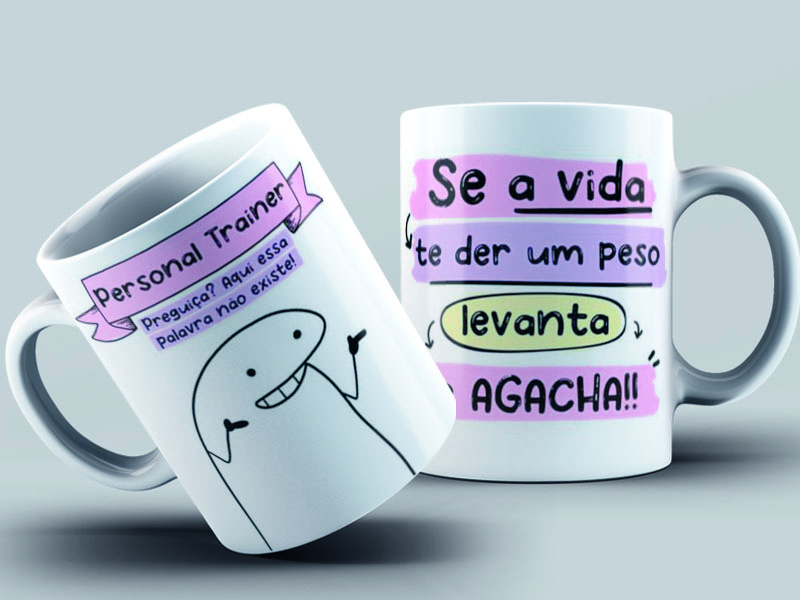 Personal Trainer
Preguiça? Aqui essa
Palavra não existe!
Se a vida
te der um peso
levanta
AGACHA!!